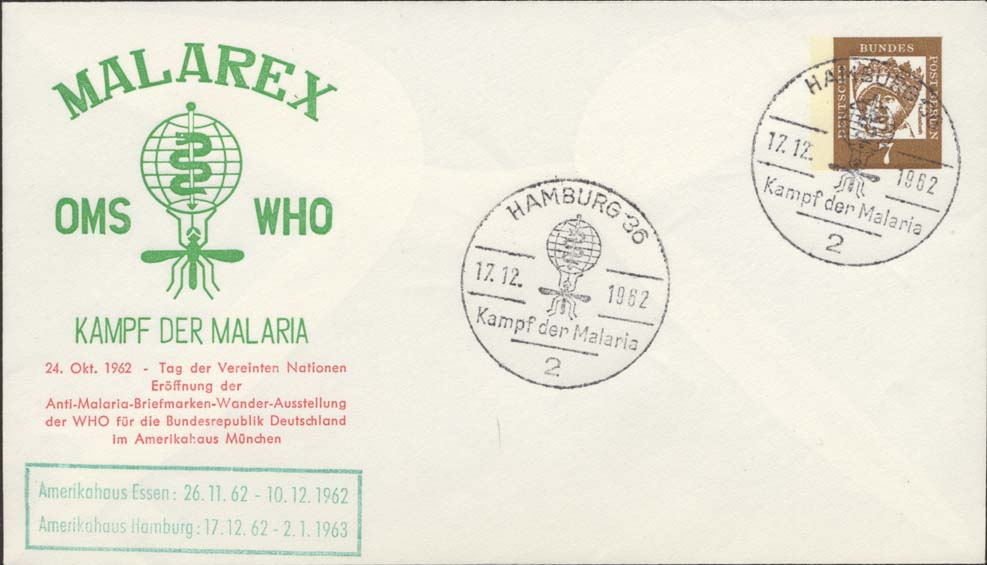 MALAREX
OMS WHO
KAMPF DER MALARIA
24. Okt. 1962 - Tag der Vereinten Nationen
Eröffnung der
Anti-Malaria-Briefmarken-Wander-Ausstellung
der WHO für die Bundesrepublik Deutschland
im Amerikahaus München
Amerikahaus Essen: 26.11.62 - 10.12.1962
Amerikahaus Hamburg: 17.12.62 - 2.1.1963
HAMBURG 36
17.12. 1962
Kampf der Malaria
2
DEUTSCHE
BUNDES
POST BERLIN
7
HAMBURG
17.12. 1962
Kampf der Malaria
2